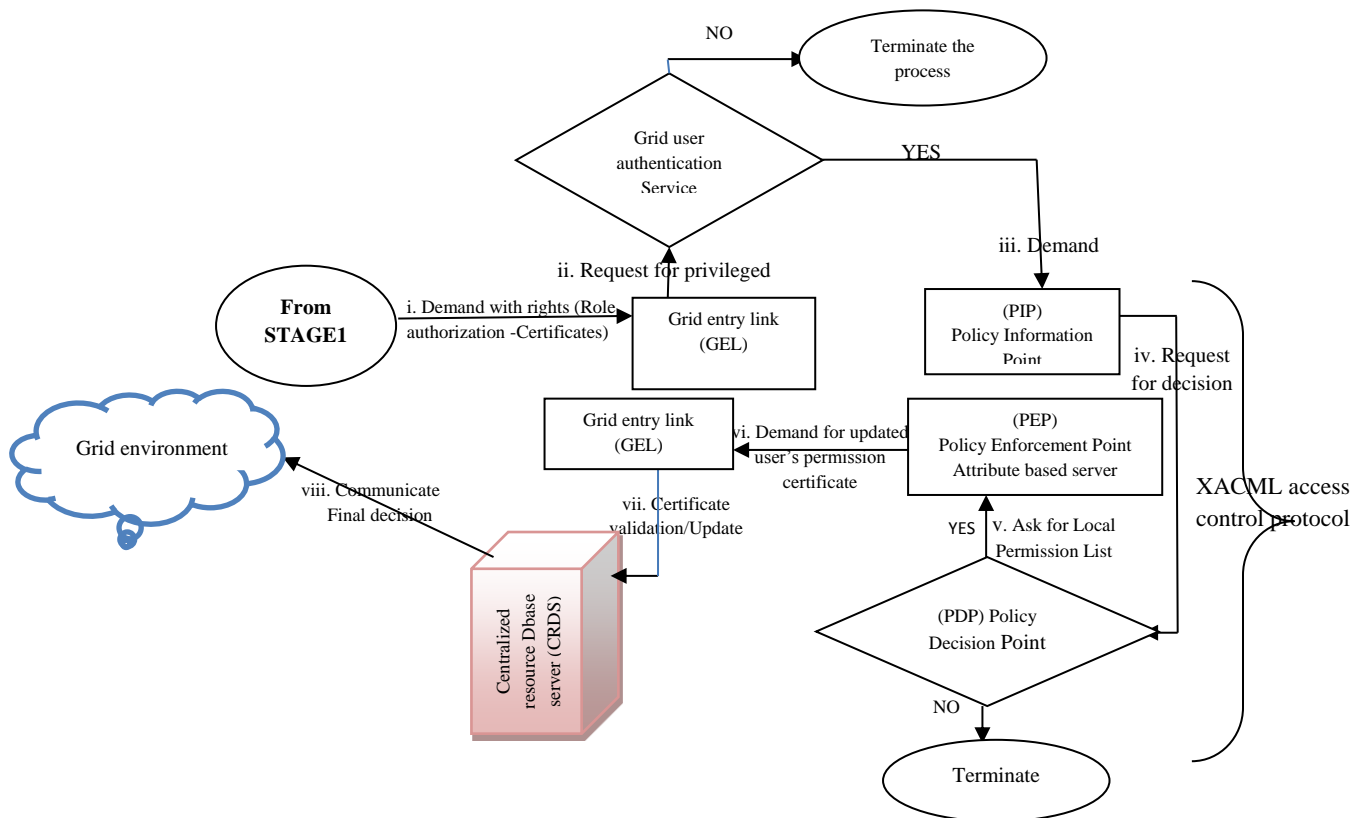 NO
Terminate the
process
Grid user
authentication
Service
YES
iii. Demand
ii. Request for privileged
From
STAGE1
i. Demand with rights (Role
authorization -Certificates)
Grid entry link
(GEL)
(PIP)
Policy Information
Point
iv. Request
for decision
Grid environment
Grid entry link
(GEL)
vi. Demand for updated
user's permission
certificate
(PEP)
Policy Enforcement Point
Attribute based server
XACML access
control protocol
viii. Communicate
Final decision
vii. Certificate
validation/Update
YES
v. Ask for Local
Permission List
Centralized
resource Dbase
server (CRDS)
(PDP) Policy
Decision Point
NO
Terminate